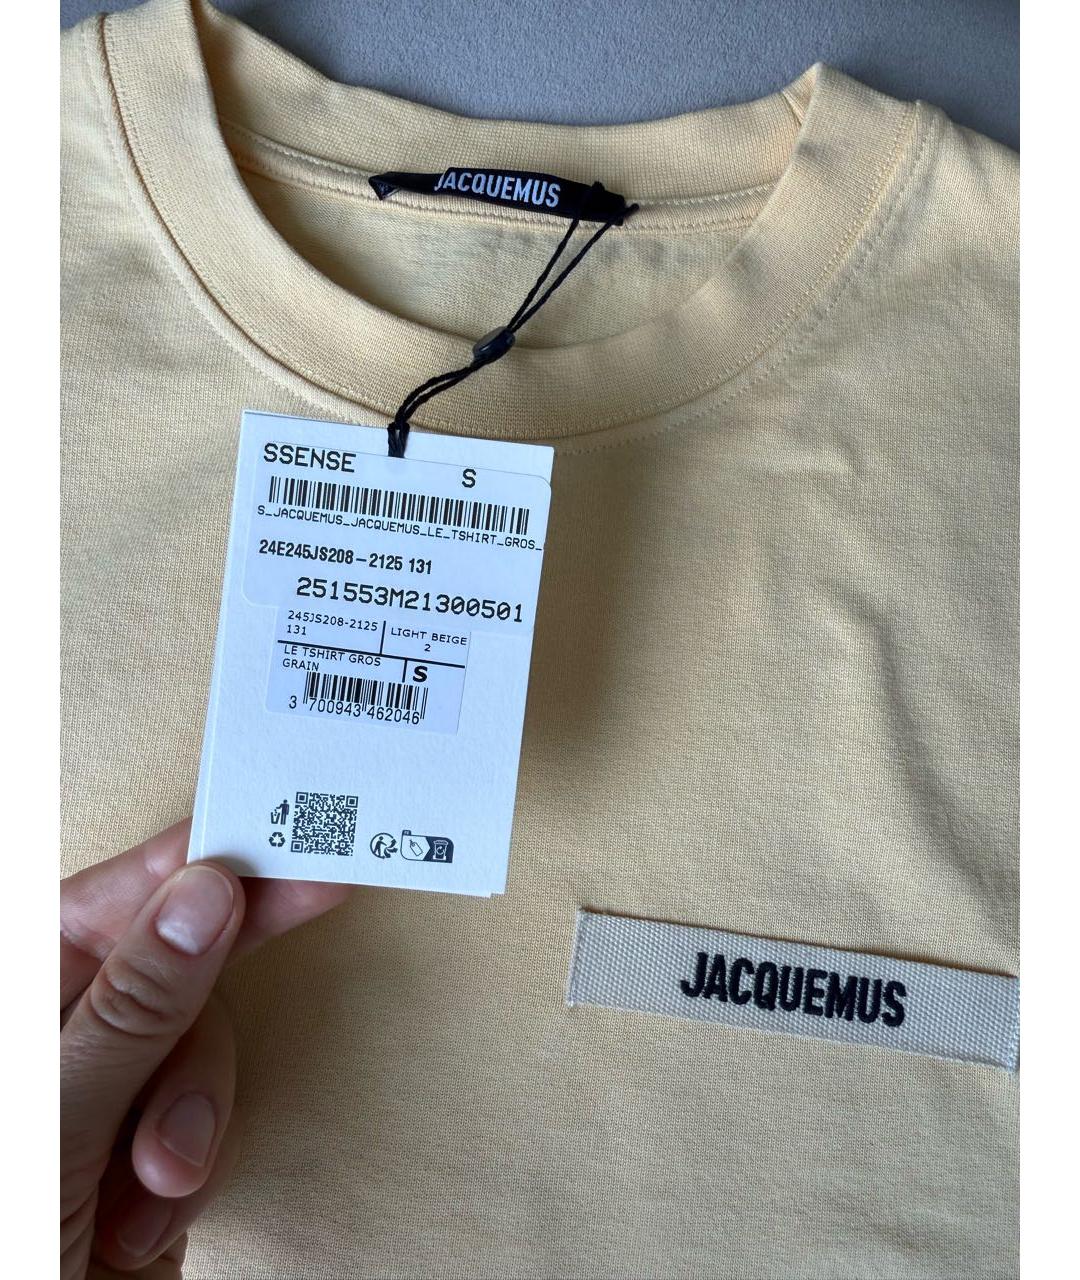 JACQUEMUS
SSENSE
S
S_JACQUEMUS_JACQUEMUS_LE_TSHIRT_GROS_
24E245JS208-2125 131
251553M21300501
245JS208-2125
131
LIGHT BEIGE
2
LE TSHIRT GROS
GRAIN
S
3 700943 462046
JACQUEMUS